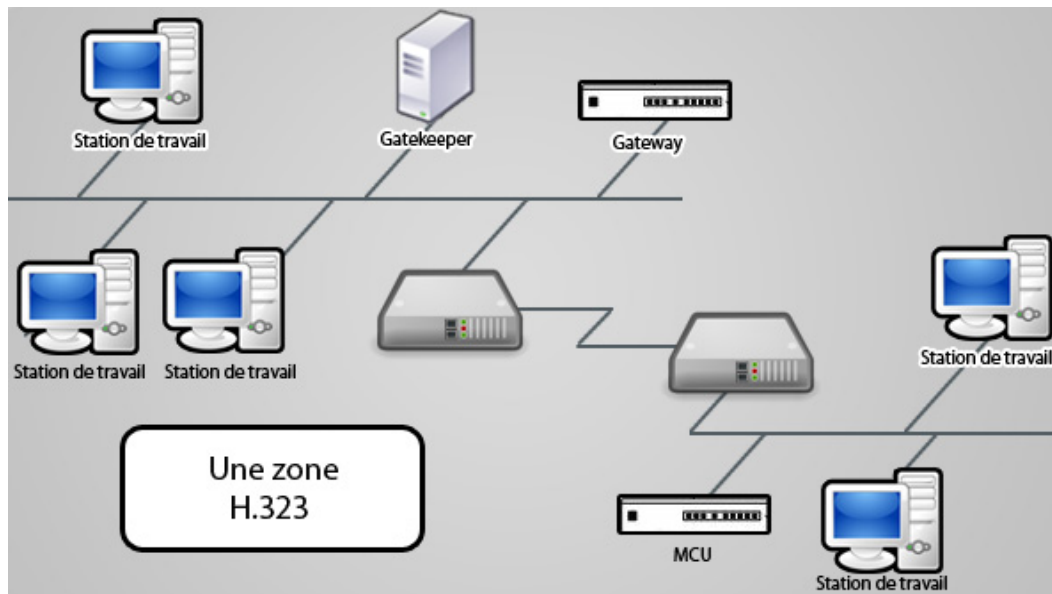 Station de travail
Gatekeeper
Gateway
Station de travail
Station de travail
Station de travail
Une zone
H.323
MCU
Station de travail